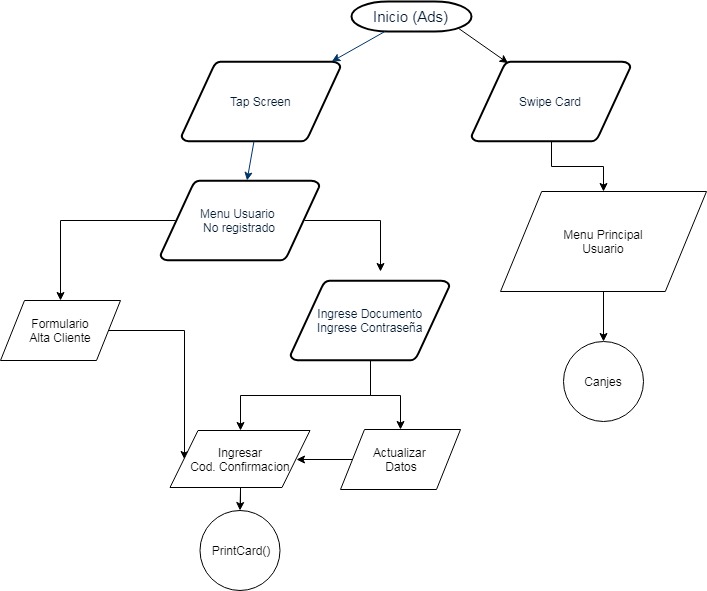 Inicio (Ads)
Tap Screen
Swipe Card
Menu Usuario
No registrado
Menu Principal
Usuario
Formulario
Alta Cliente
Ingrese Documento
Ingrese Contraseña
Canjes
Ingresar
Cod. Confirmacion
Actualizar
Datos
PrintCard()